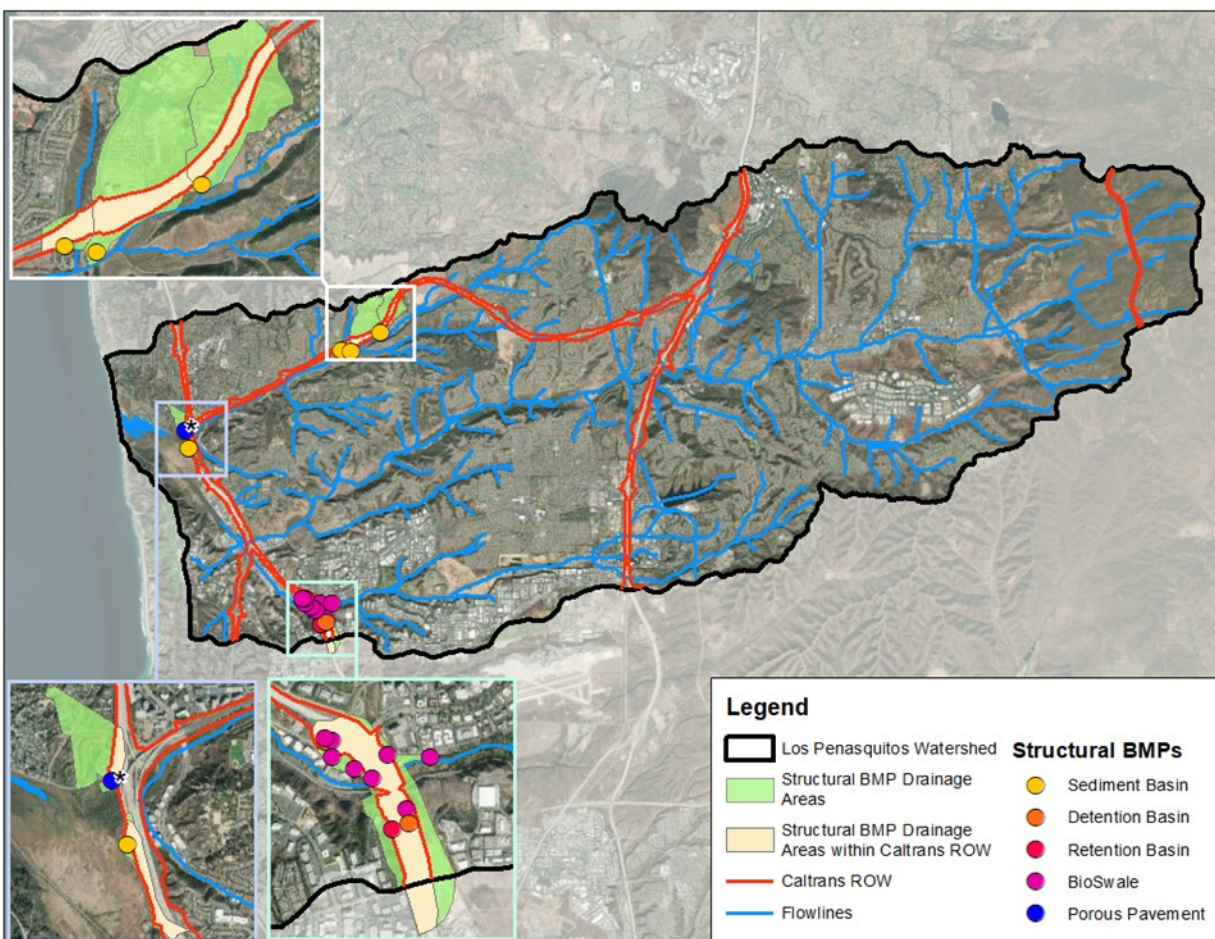 Legend
Los Penasquitos Watershed
Structural BMP Drainage
Areas
Structural BMP Drainage
Areas within Caltrans ROW
Caltrans ROW
Flowlines
Structural BMPs
Sediment Basin
Detention Basin
Retention Basin
BioSwale
Porous Pavement
*
*